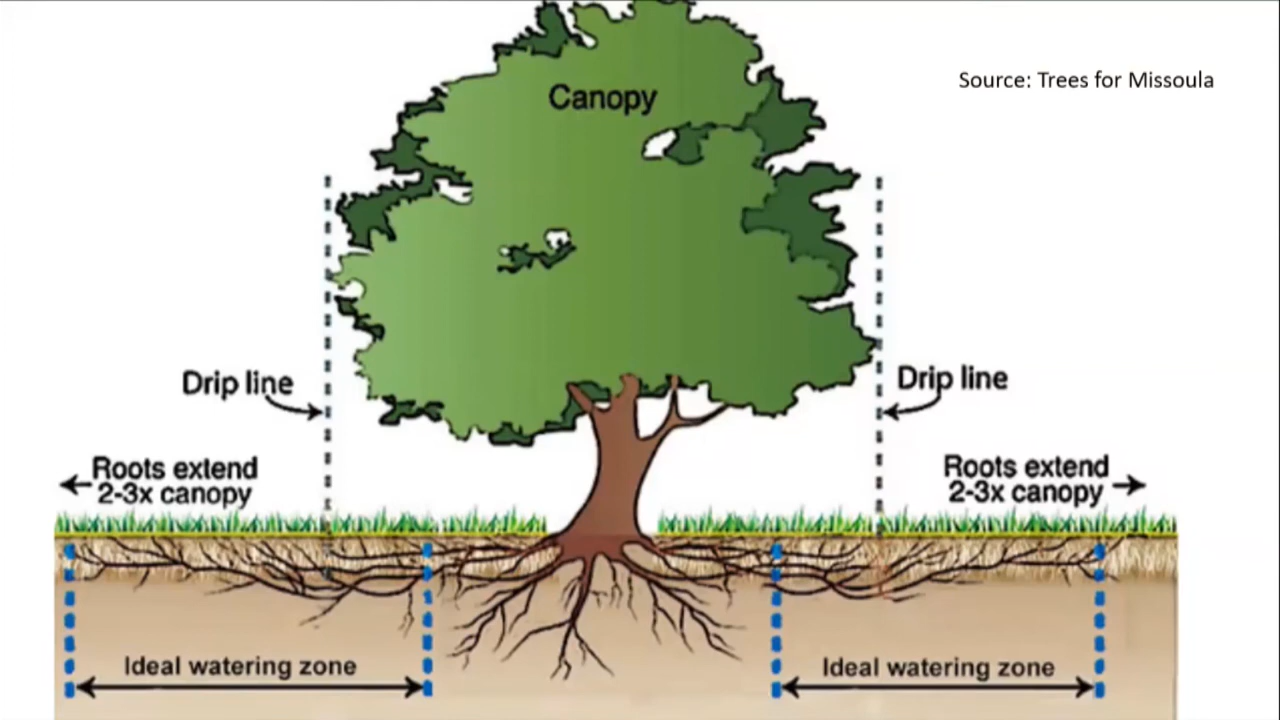 Source: Trees for Missoula
Canopy
Drip line
Drip line
Roots extend
2-3x canopy
Roots extend
2-3x canopy
Ideal watering zone
Ideal watering zone